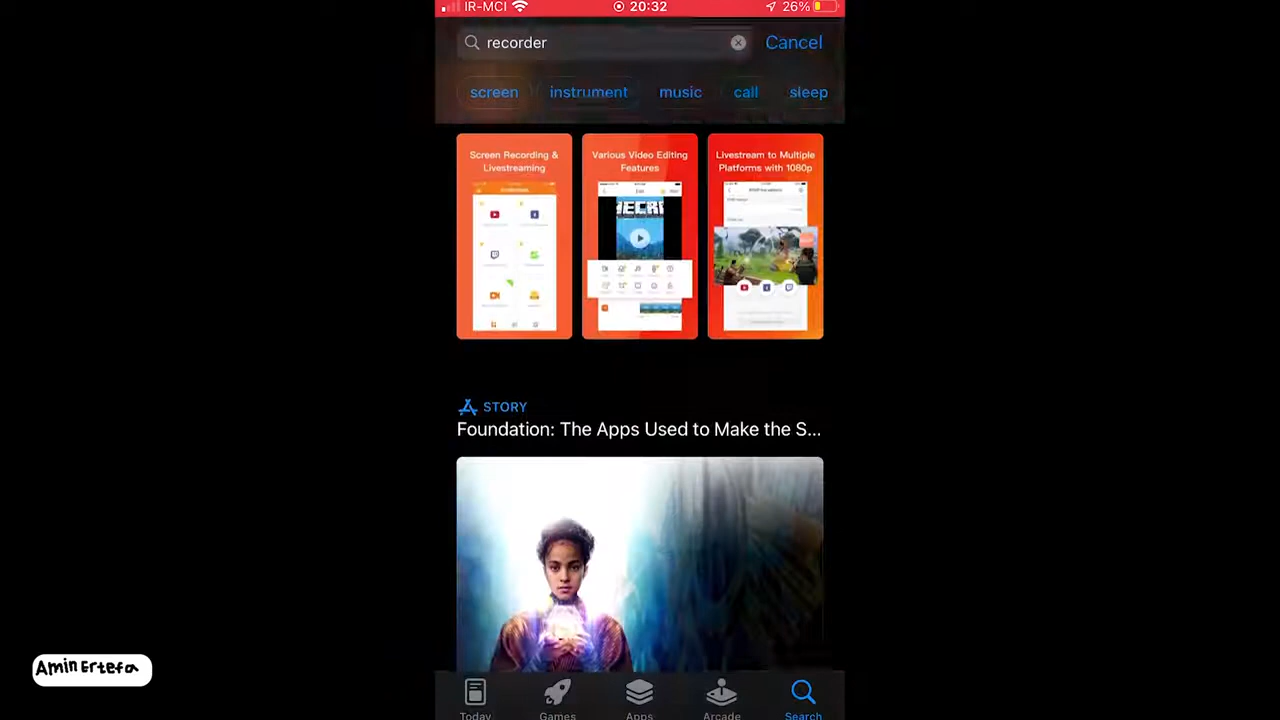 IR-MCI 20:32 26%
recorder Cancel
screen instrument music call sleep
Screen Recording &
Livestreaming
Various Video Editing
Features
Livestream to Multiple
Platforms with 1080p
STORY
Foundation: The Apps Used to Make the S...
Amin Ertefa
Today Games Apps Arcade Search